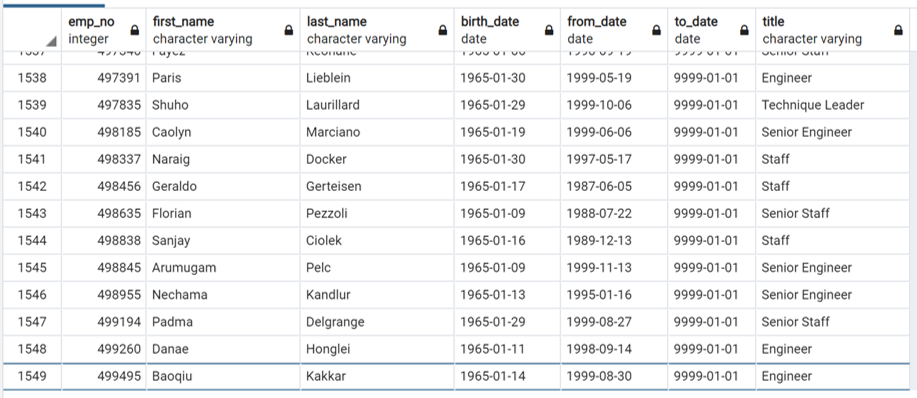 emp_no first_name last_name birth_date from_date to_date title
integer character varying character varying date date date character varying
1538 497391 Paris Lieblein 1965-01-30 1999-05-19 9999-01-01 Engineer
1539 497835 Shuho Laurillard 1965-01-29 1999-10-06 9999-01-01 Technique Leader
1540 498185 Caolyn Marciano 1965-01-19 1999-06-06 9999-01-01 Senior Engineer
1541 498337 Naraig Docker 1965-01-30 1997-05-17 9999-01-01 Staff
1542 498456 Geraldo Gerteisen 1965-01-17 1987-06-05 9999-01-01 Staff
1543 498635 Florian Pezzoli 1965-01-09 1988-07-22 9999-01-01 Senior Staff
1544 498838 Sanjay Ciolek 1965-01-16 1989-12-13 9999-01-01 Staff
1545 498845 Arumugam Pelc 1965-01-09 1999-11-13 9999-01-01 Senior Engineer
1546 498955 Nechama Kandlur 1965-01-13 1995-01-16 9999-01-01 Senior Engineer
1547 499194 Padma Delgrange 1965-01-29 1999-08-27 9999-01-01 Senior Staff
1548 499260 Danae Honglei 1965-01-11 1998-09-14 9999-01-01 Engineer
1549 499495 Baoqiu Kakkar 1965-01-14 1999-08-30 9999-01-01 Engineer